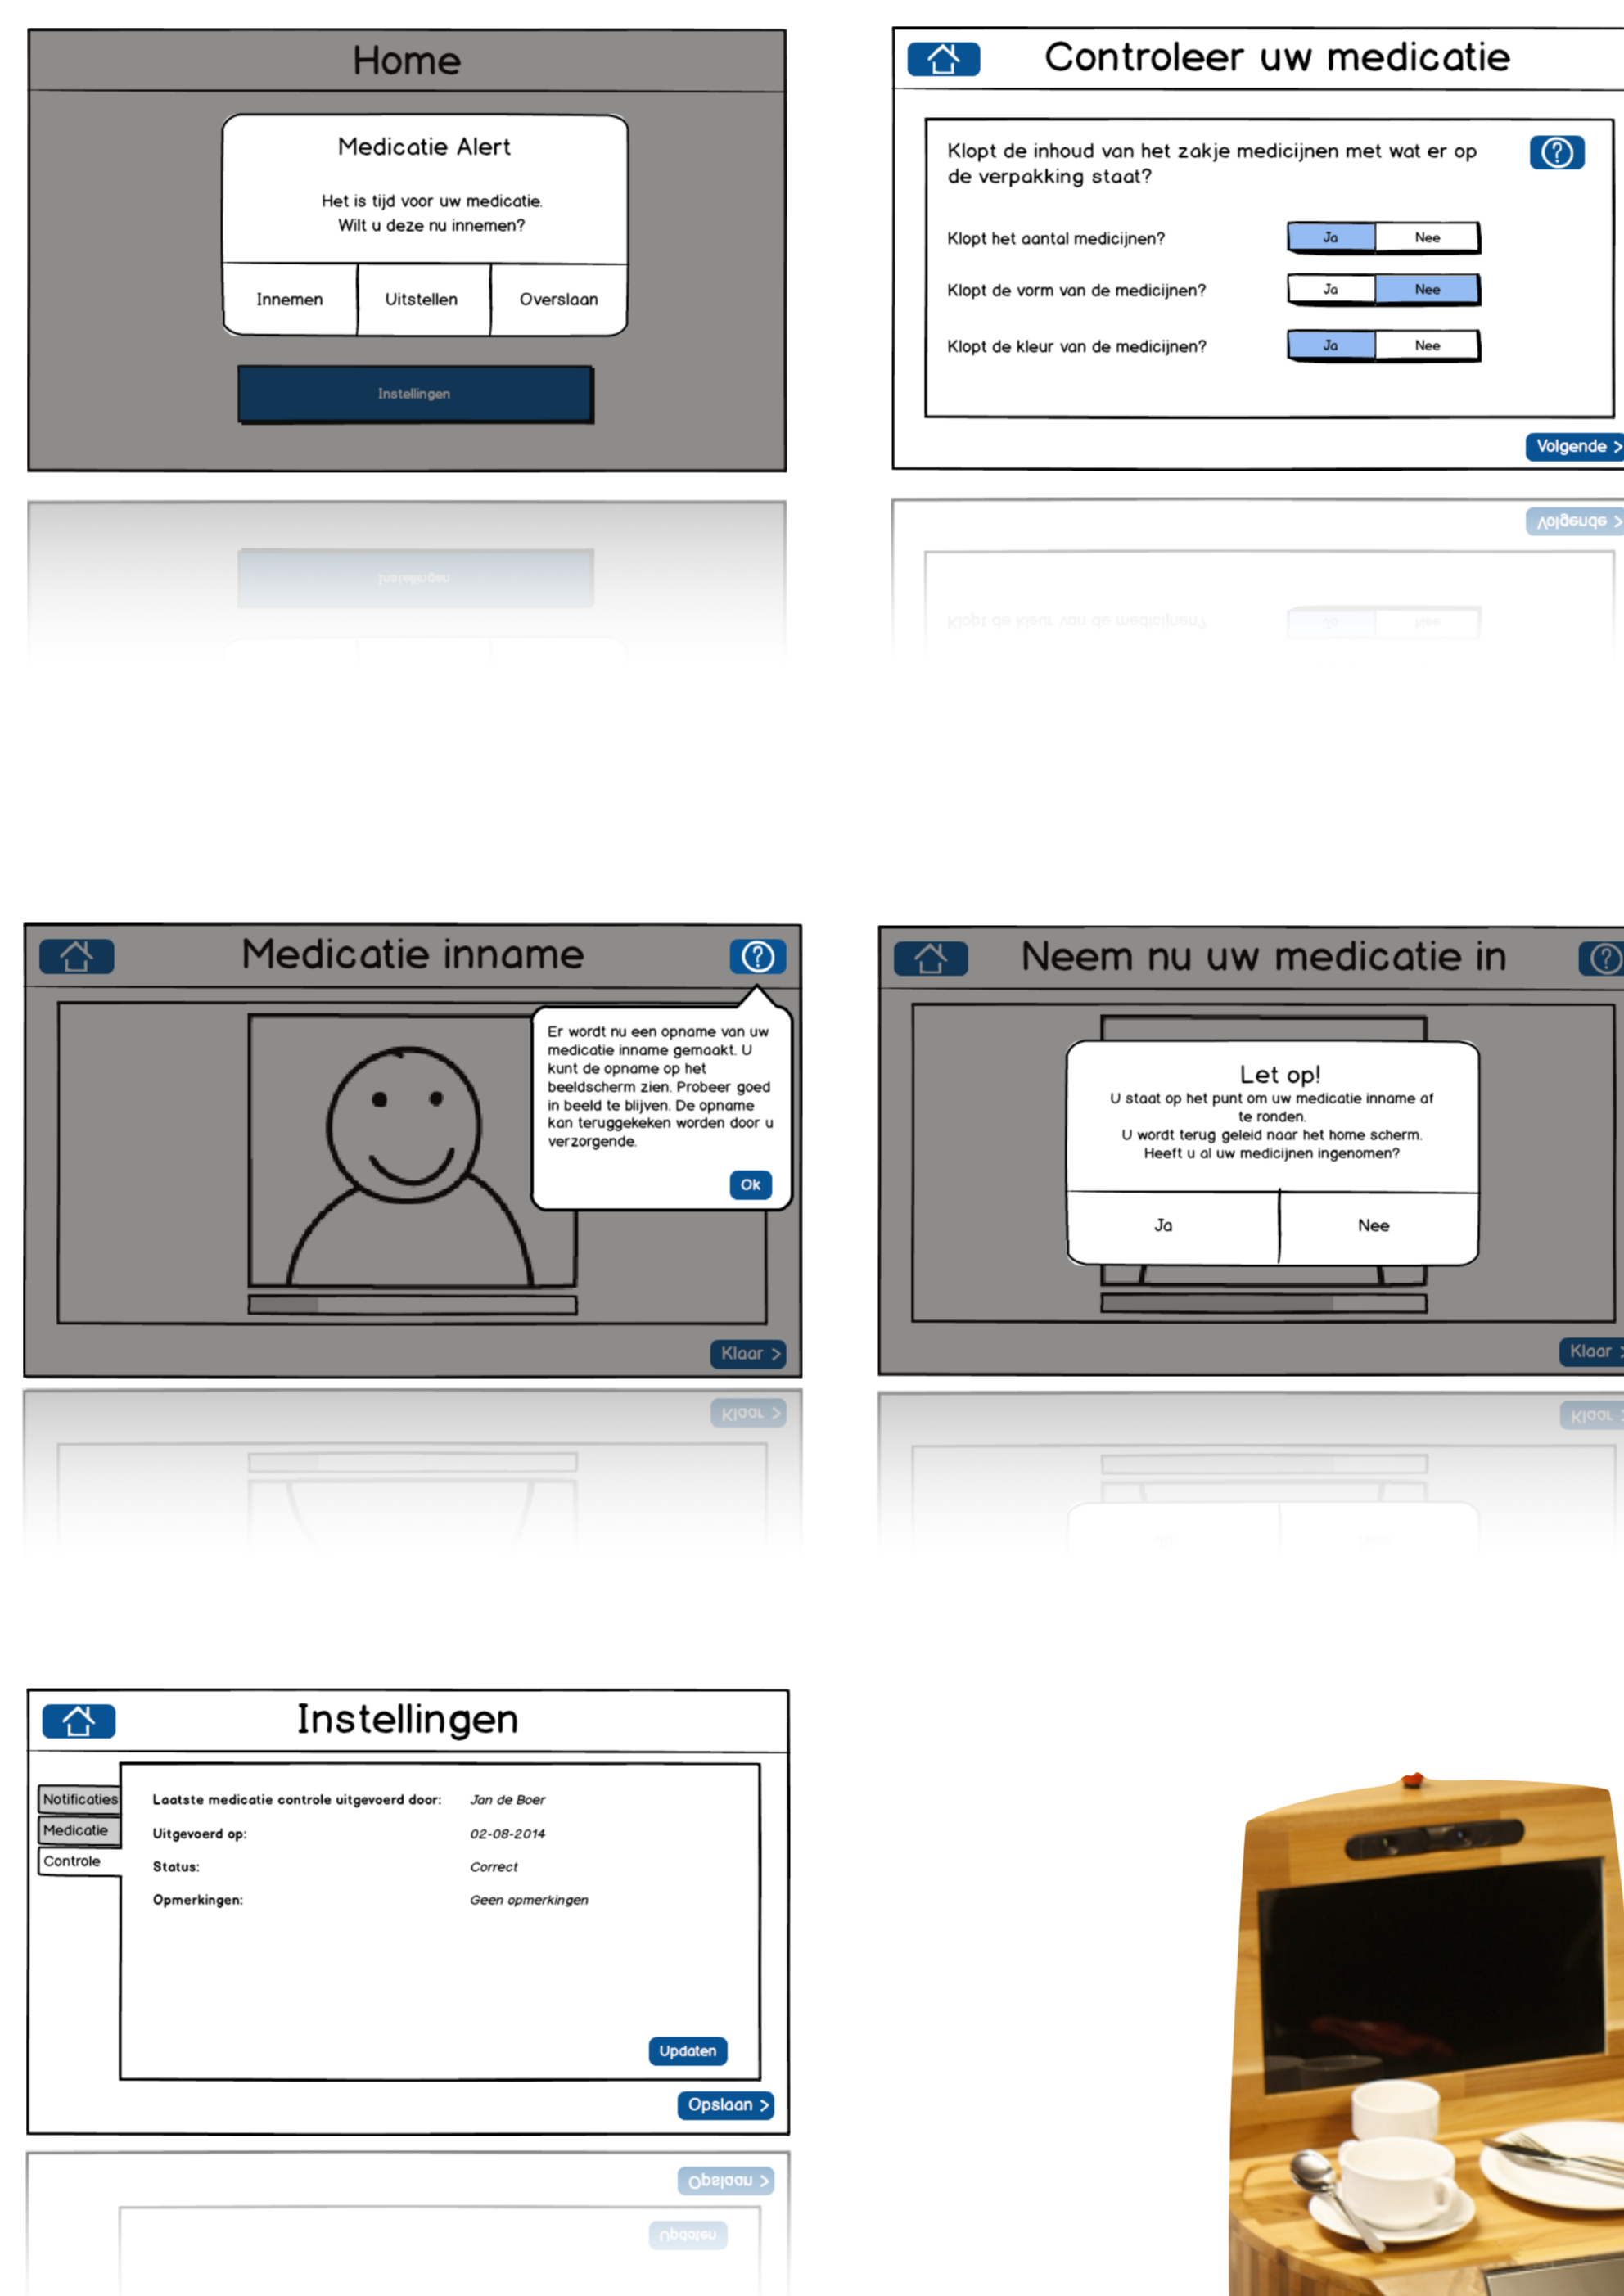 Home
Medicatie Alert
Het is tijd voor uw medicatie.
Wilt u deze nu innemen?
Innemen Uitstellen Overslaan
Instellingen
Controleer uw medicatie
Klopt de inhoud van het zakje medicijnen met wat er op
de verpakking staat?
?
Klopt het aantal medicijnen? Ja Nee
Klopt de vorm van de medicijnen? Ja Nee
Klopt de kleur van de medicijnen? Ja Nee
Volgende >
Medicatie inname
?
Er wordt nu een opname van uw
medicatie inname gemaakt. U
kunt de opname op het
beeldscherm zien. Probeer goed
in beeld te blijven. De opname
kan teruggekeken worden door u
verzorgende.
Ok
Klaar >
Neem nu uw medicatie in
?
Let op!
U staat op het punt om uw medicatie inname af
te ronden.
U wordt terug geleid naar het home scherm.
Heeft u al uw medicijnen ingenomen?
Ja Nee
Klaar >
Instellingen
Notificaties
Medicatie
Controle
Laatste medicatie controle uitgevoerd door: Jan de Boer
Uitgevoerd op: 02-08-2014
Status: Correct
Opmerkingen: Geen opmerkingen
Updaten
Opslaan >